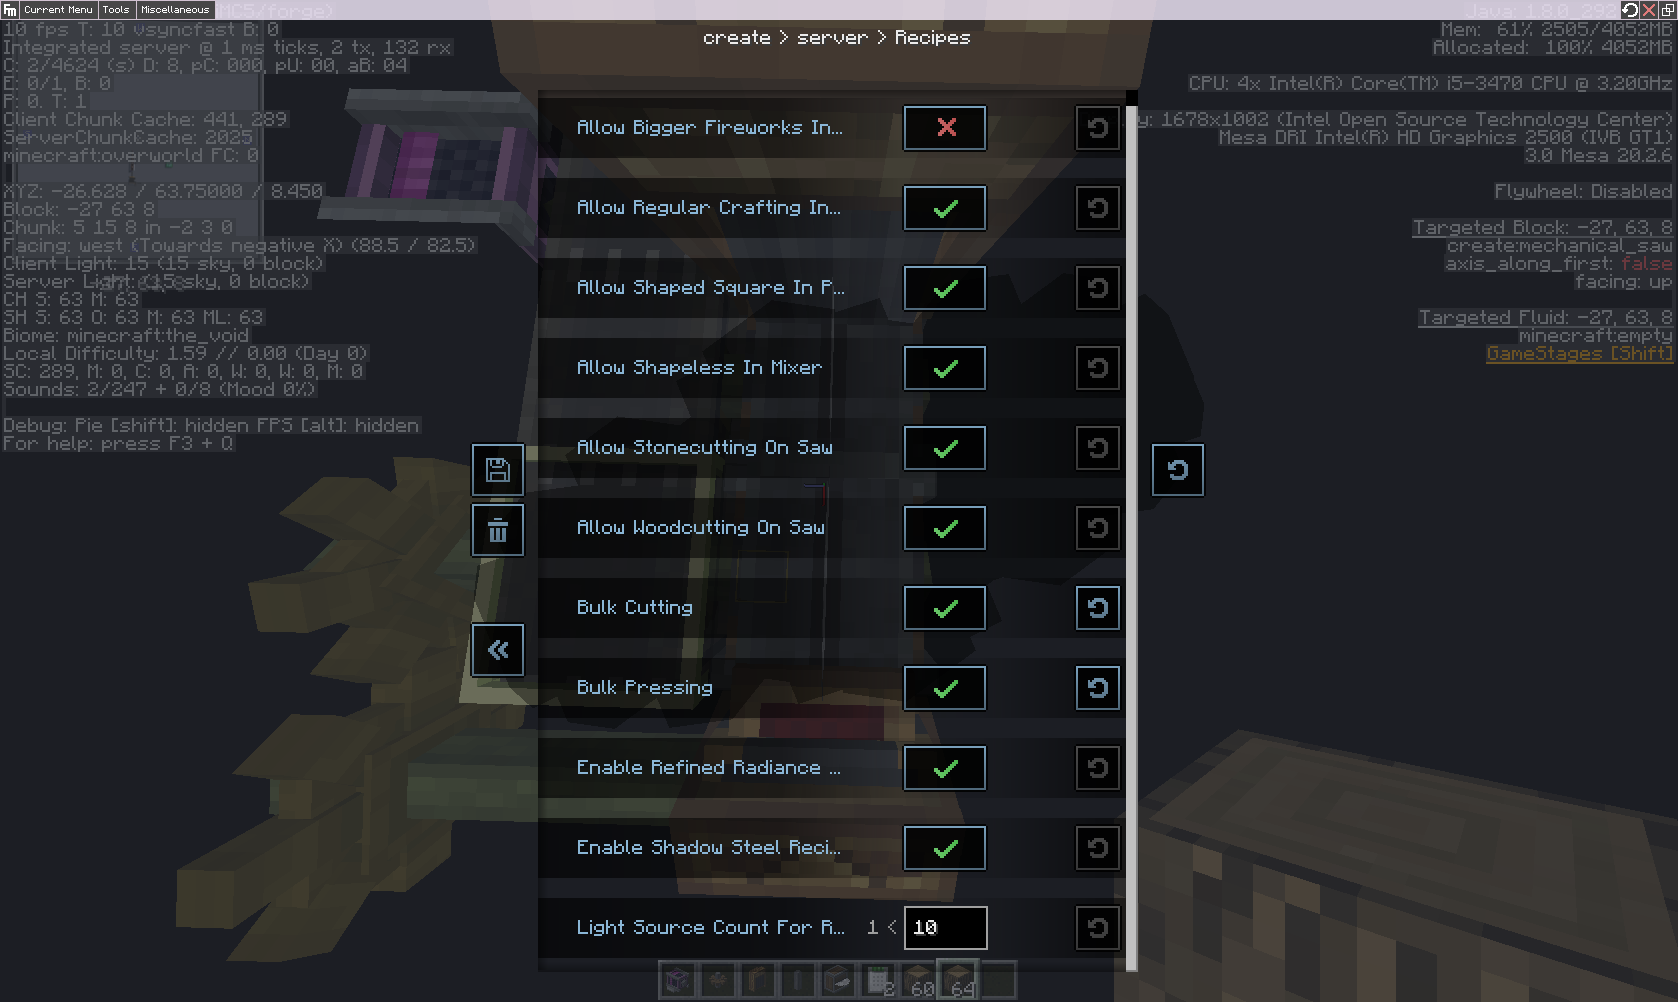 Current Menu Tools Miscellaneous MC5/forge) Java: 1.8.0_292
10 fps T: 10 vsyncfast B: 0
Integrated server @ 1 ms ticks, 2 tx, 132 rx
C: 2/4624 (s) D: 8, pC: 000, pU: 00, aB: 04
E: 0/1, B: 0
P: 0. T: 1
Client Chunk Cache: 441, 289
ServerChunkCache: 2025
minecraft:overworld FC: 0
XYZ: -26.628 / 63.75000 / 8.450
Block: -27 63 8
Chunk: 5 15 8 in -2 3 0
Facing: west (Towards negative X) (88.5 / 82.5)
Client Light: 15 (15 sky, 0 block)
Server Light: (15 sky, 0 block)
CH S: 63 M: 63
SH S: 63 O: 63 M: 63 ML: 63
Biome: minecraft:the_void
Local Difficulty: 1.59 // 0.00 (Day 0)
SC: 289, M: 0, C: 0, A: 0, W: 0, W: 0, M: 0
Sounds: 2/247 + 0/8 (Mood 0%)
Debug: Pie [shift]: hidden FPS [alt]: hidden
For help: press F3 + Q
create > server > Recipes
Allow Bigger Fireworks In...
Allow Regular Crafting In...
Allow Shaped Square In P...
Allow Shapeless In Mixer
Allow Stonecutting On Saw
Allow Woodcutting On Saw
Bulk Cutting
Bulk Pressing
Enable Refined Radiance ...
Enable Shadow Steel Reci...
Light Source Count For R... 1 < 10
8 60 64
Mem: 61% 2505/4052MB
Allocated: 100% 4052MB
CPU: 4x Intel(R) Core(TM) i5-3470 CPU @ 3.20GHz
y: 1678x1002 (Intel Open Source Technology Center)
Mesa DRI Intel(R) HD Graphics 2500 (IVB GT1)
3.0 Mesa 20.2.6
Flywheel: Disabled
Targeted Block: -27, 63, 8
create:mechanical_saw
axis_along_first: false
facing: up
Targeted Fluid: -27, 63, 8
minecraft:empty
GameStages [Shift]